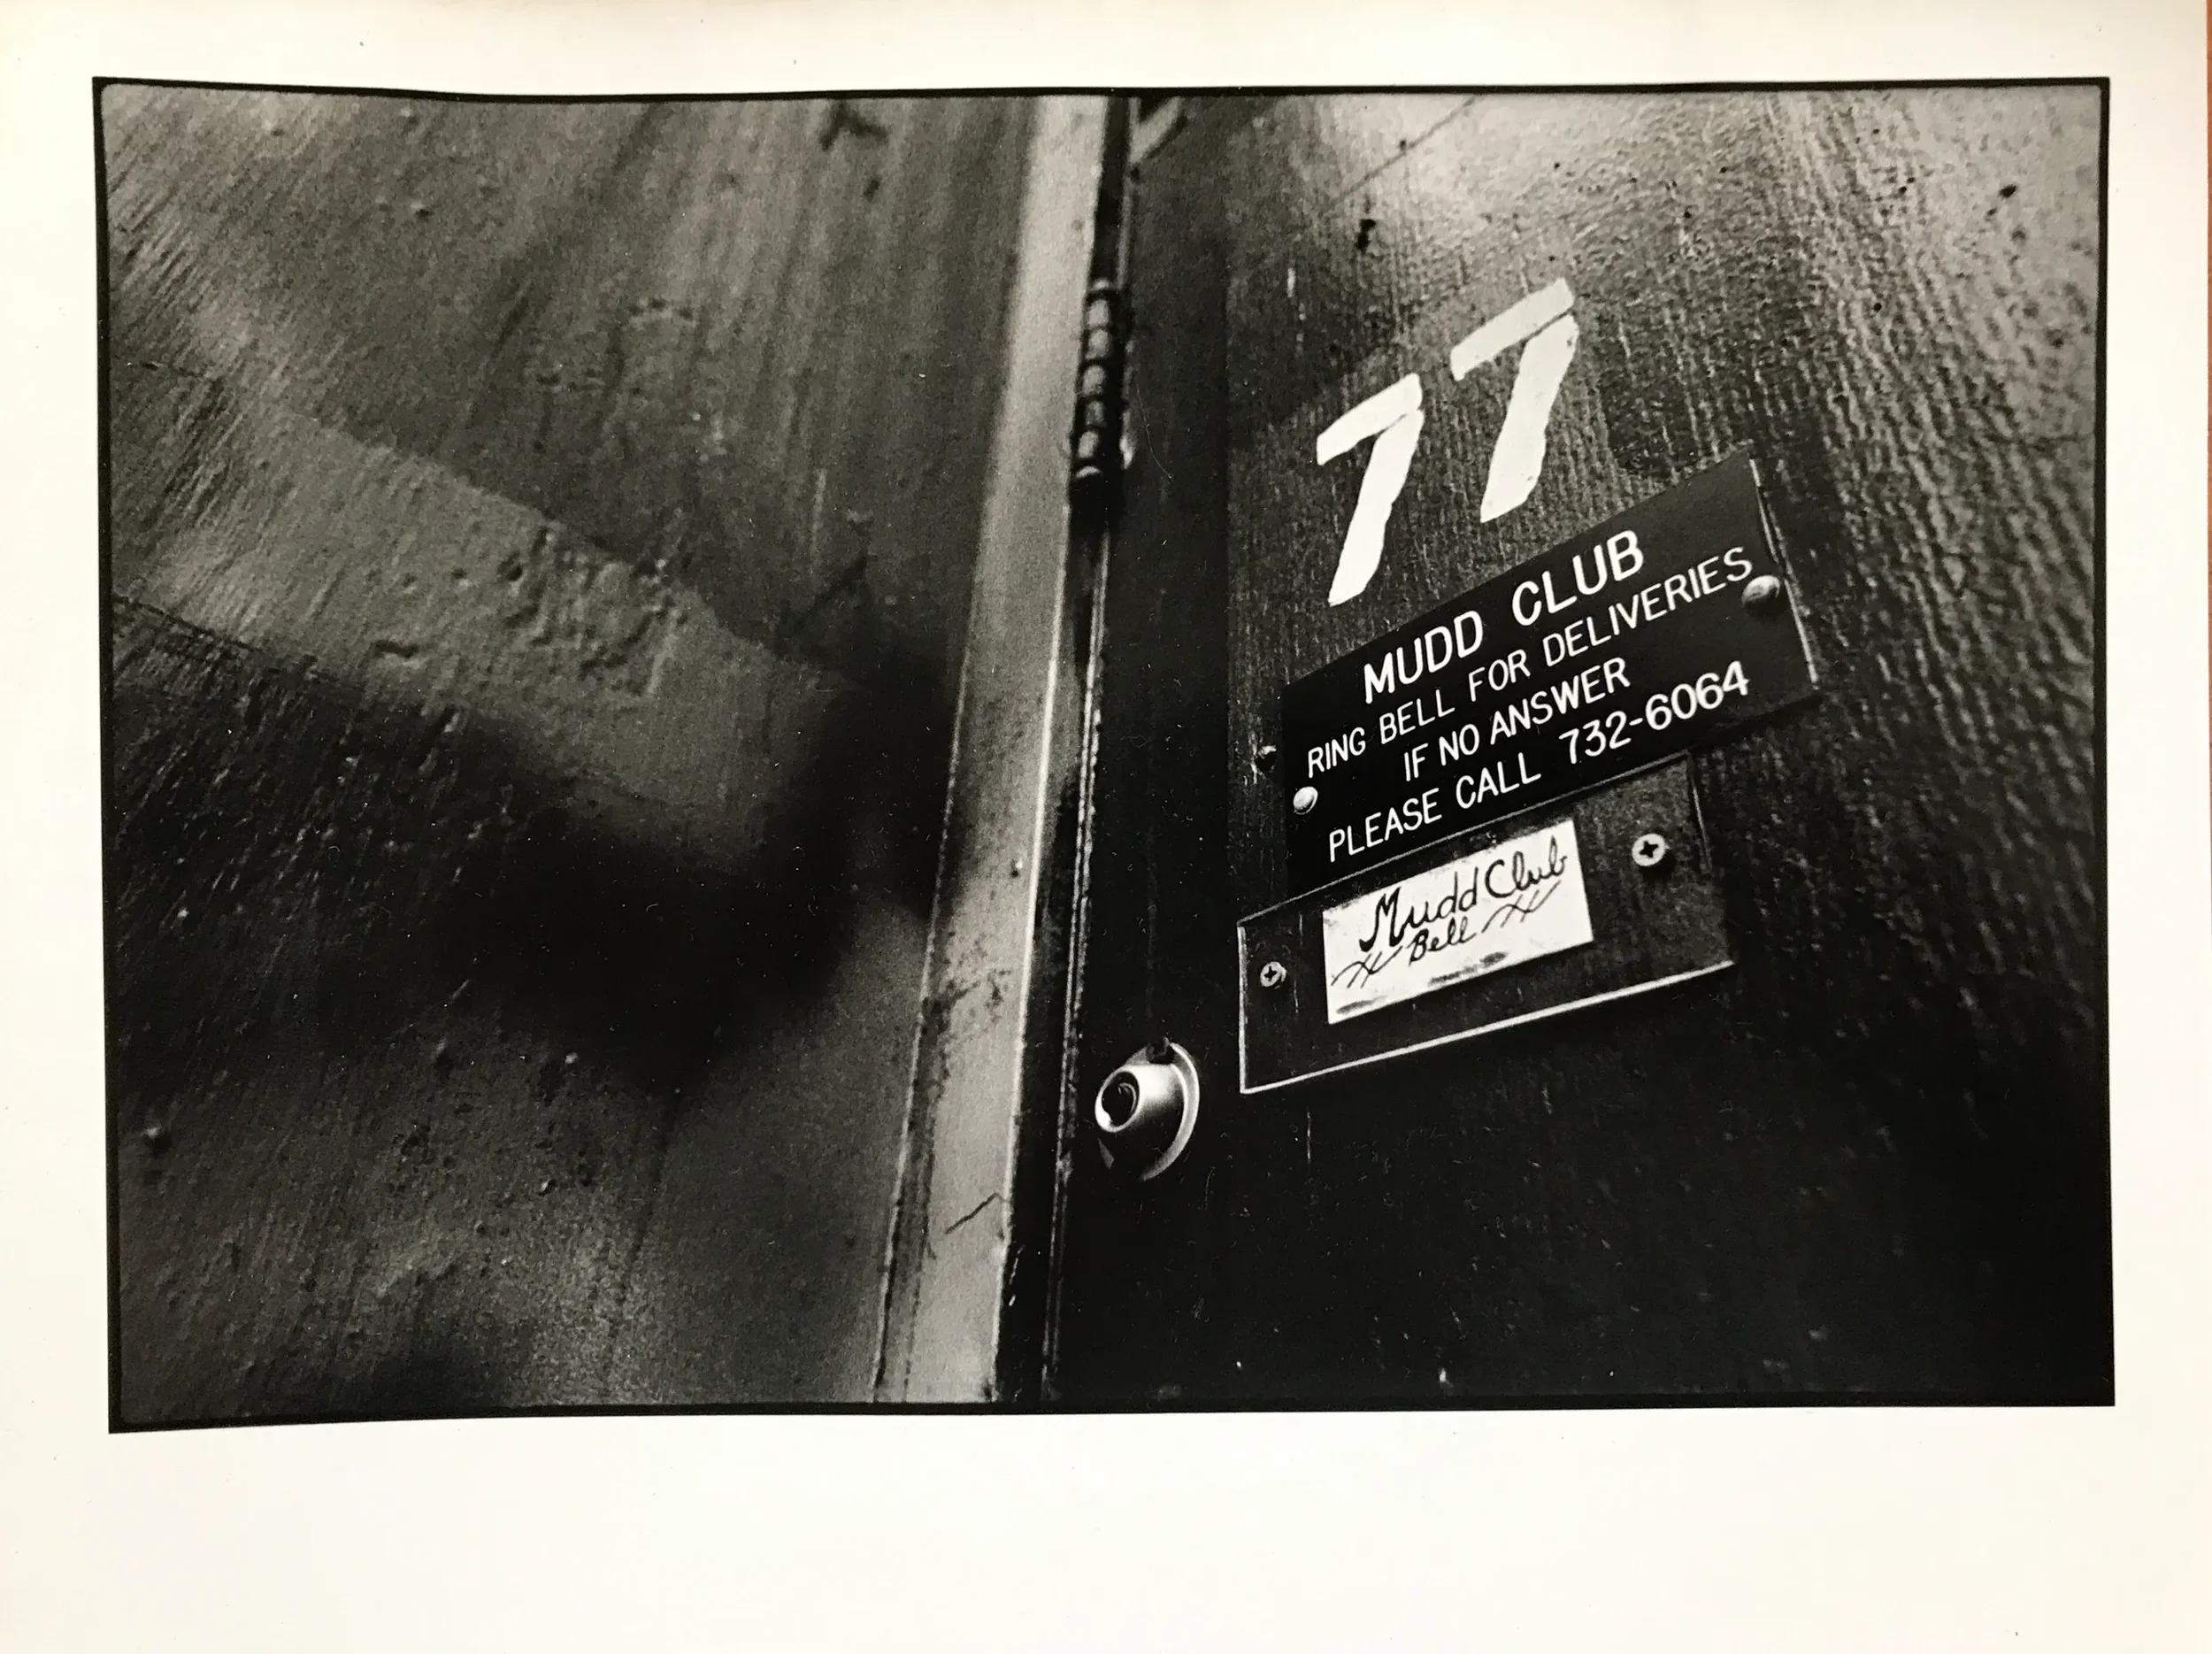 77
MUDD CLUB
RING BELL FOR DELIVERIES
IF NO ANSWER
PLEASE CALL 732-6064
Mudd Club
Bell